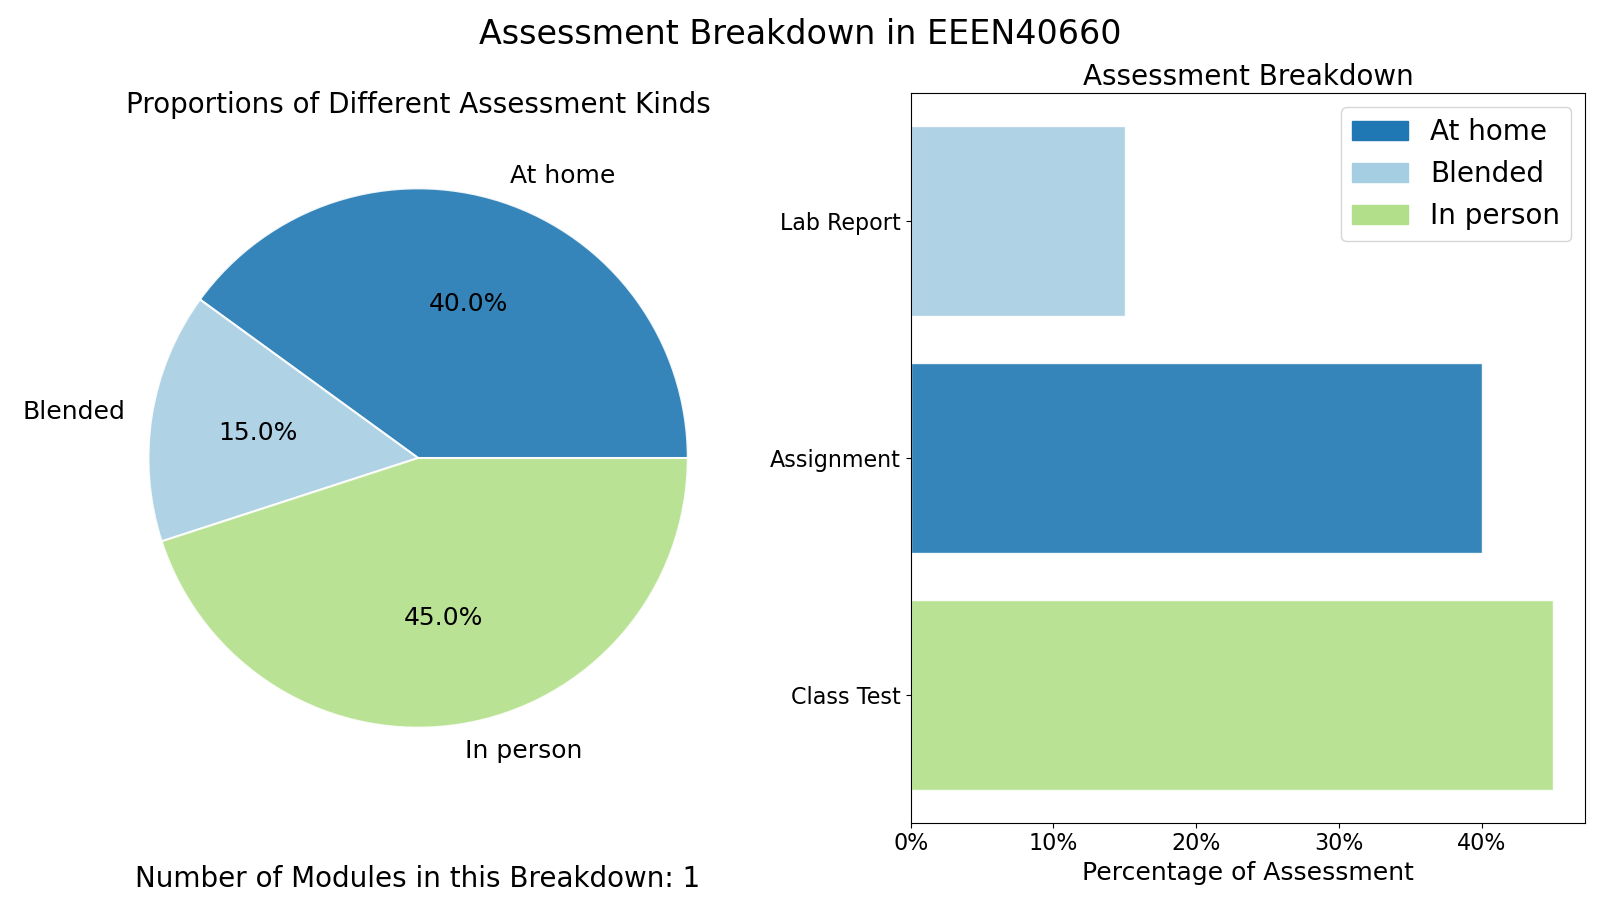 Assessment Breakdown in EEEN40660
Proportions of Different Assessment Kinds
At home
40.0%
Blended
15.0%
45.0%
In person
Number of Modules in this Breakdown: 1
Assessment Breakdown
At home
Blended
In person
Lab Report
Assignment
Class Test
0% 10% 20% 30% 40%
Percentage of Assessment